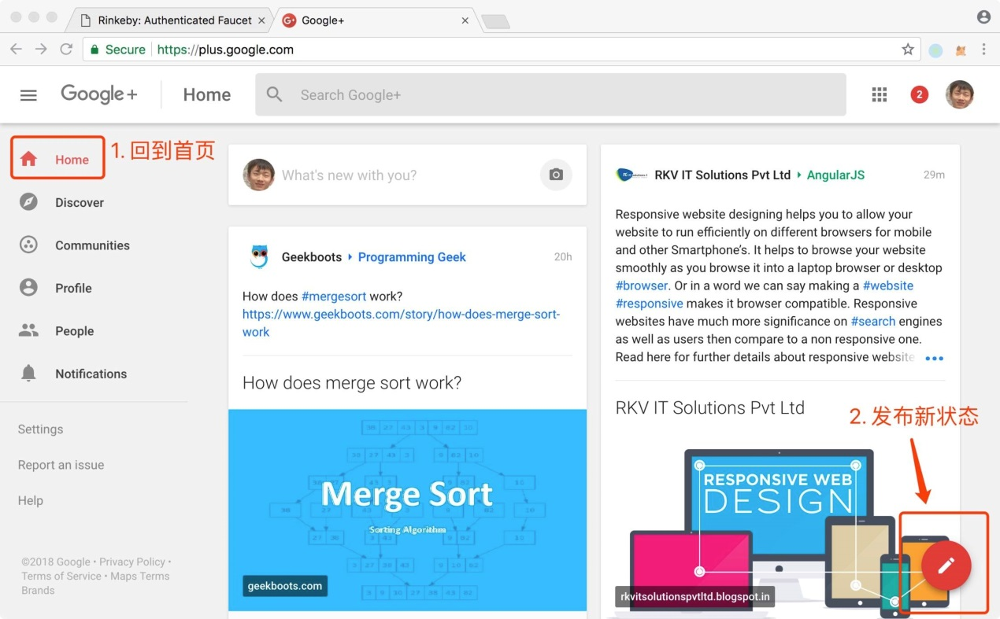 Rinkeby: Authenticated Faucet
Google+
Secure
https://plus.google.com
Google+
Home
Search Google+
2
Home
1. 回到首页
Discover
Communities
Profile
People
Notifications
Settings
Report an issue
Help
©2018 Google • Privacy Policy •
Terms of Service • Maps Terms
Brands
What's new with you?
Geekboots
Programming Geek
20h
How does #mergesort work?
https://www.geekboots.com/story/how-does-merge-sort-
work
How does merge sort work?
Merge Sort
Sorting Algorithm
geekboots.com
RKV IT Solutions Pvt Ltd
AngularJS
29m
Responsive website designing helps you to allow your
website to run efficiently on different browsers for mobile
and other Smartphone's. It helps to browse your website
smoothly as you browse it into a laptop browser or desktop
#browser. Or in a word we can say making a #website
#responsive makes it browser compatible. Responsive
websites have much more significance on #search engines
as well as users then compare to a non responsive one.
Read here for further details about responsive website
RKV IT Solutions Pvt Ltd
2. 发布新状态
RESPONSIVE WEB
DESIGN
rkvitsolutionspvtltd.blogspot.in